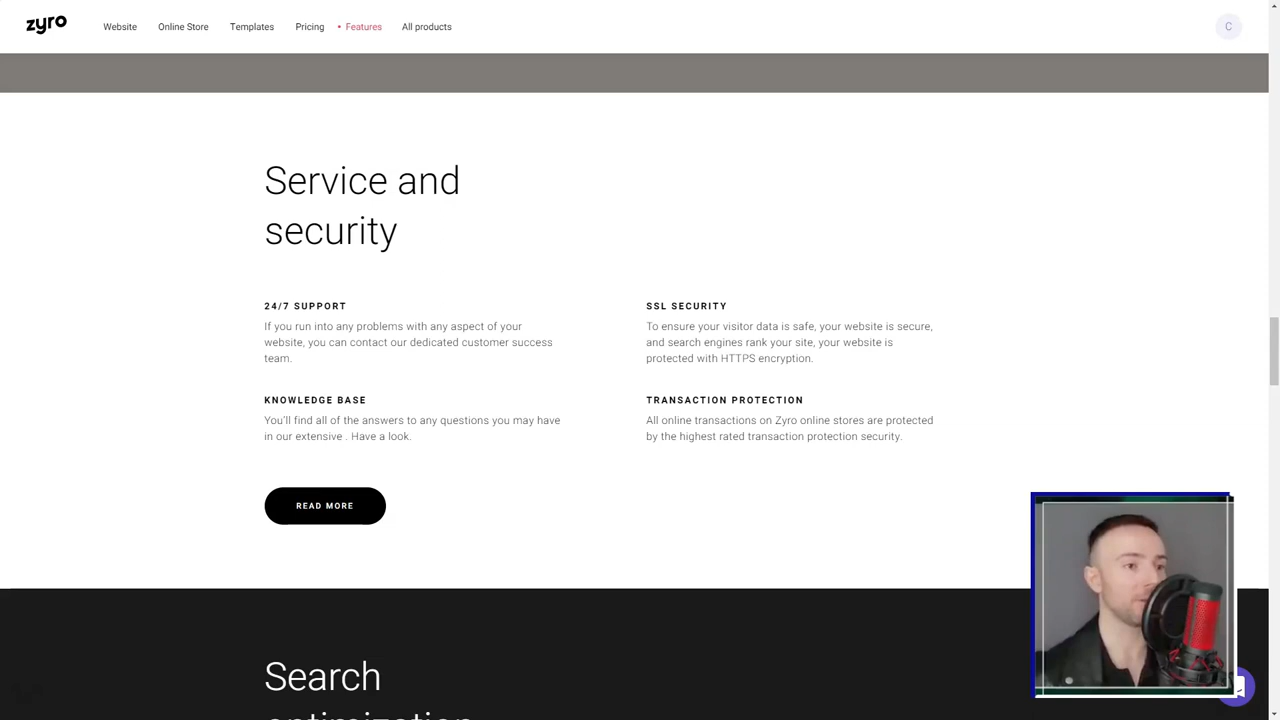 zyro
Website Online Store Templates Pricing • Features All products
C
Service and
security
24/7 SUPPORT
If you run into any problems with any aspect of your
website, you can contact our dedicated customer success
team.
SSL SECURITY
To ensure your visitor data is safe, your website is secure,
and search engines rank your site, your website is
protected with HTTPS encryption.
KNOWLEDGE BASE
You'll find all of the answers to any questions you may have
in our extensive . Have a look.
TRANSACTION PROTECTION
All online transactions on Zyro online stores are protected
by the highest rated transaction protection security.
READ MORE
Search
optimization